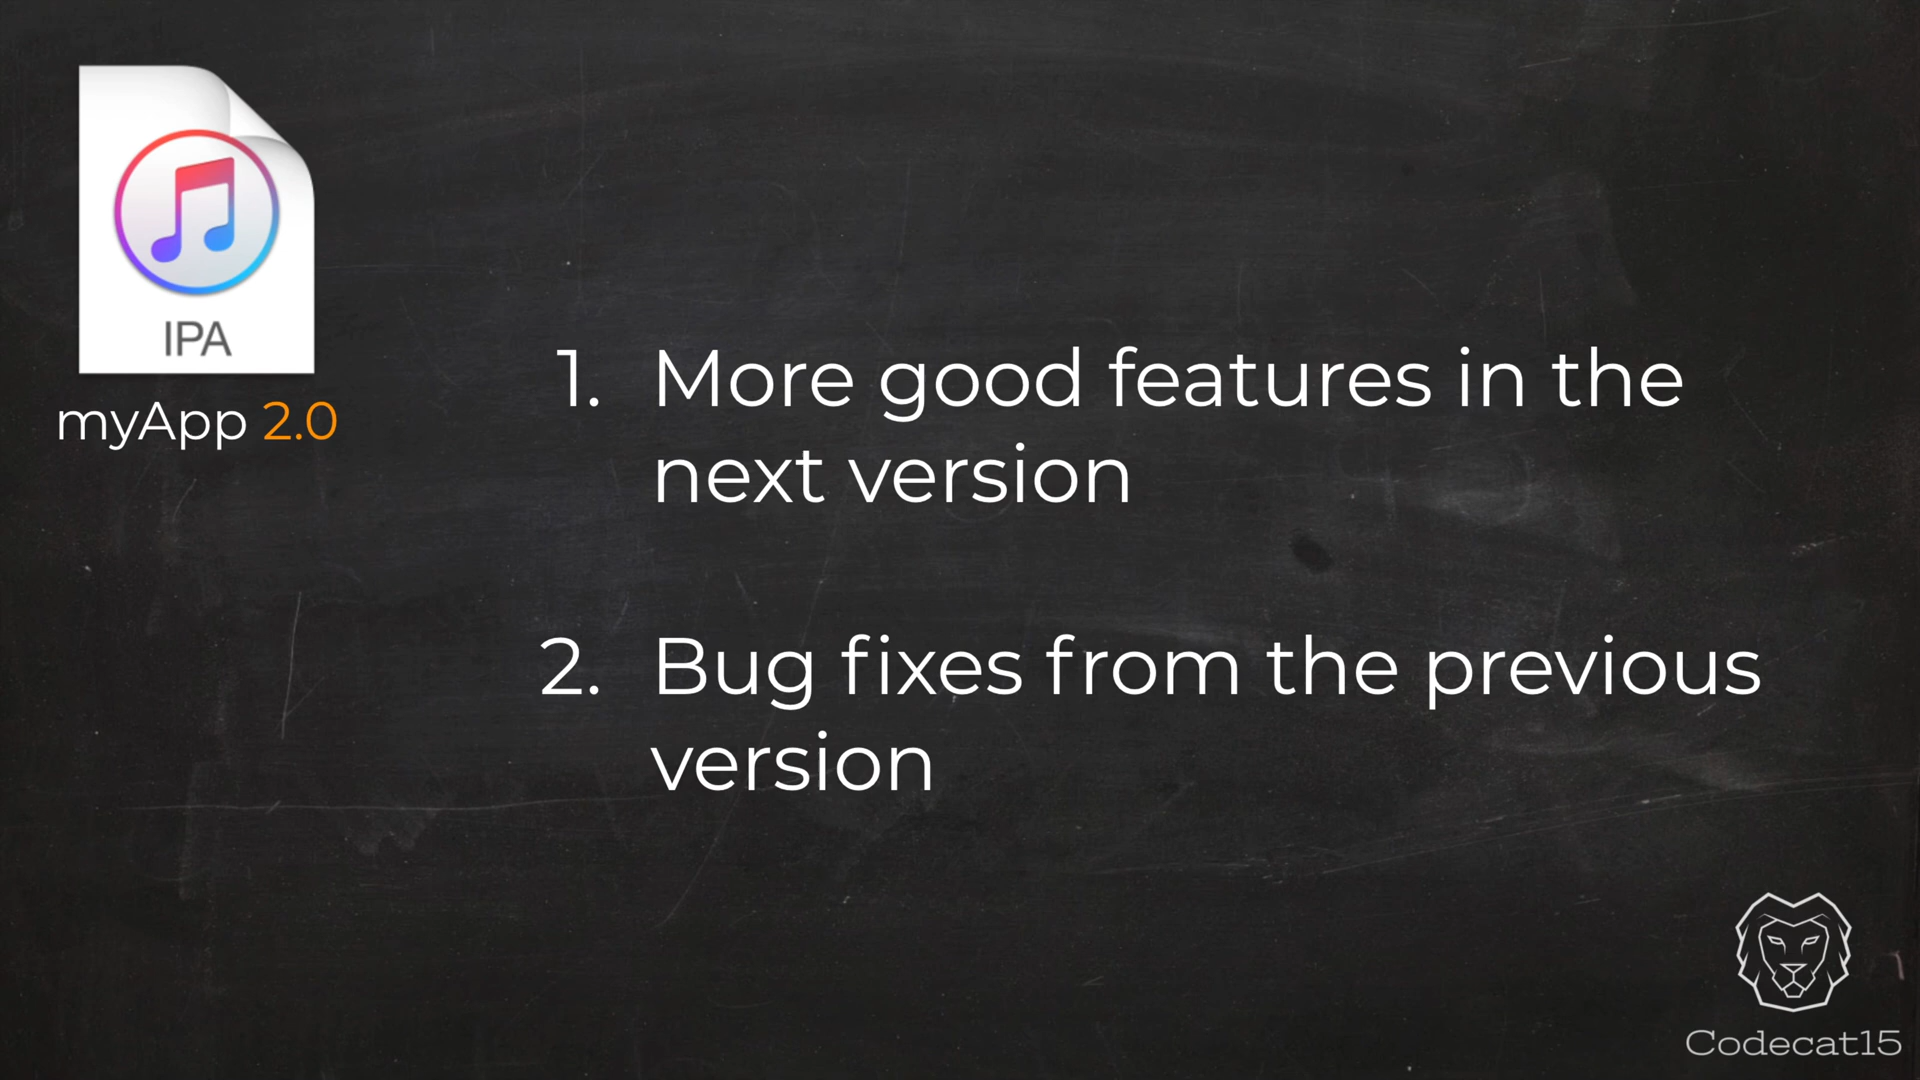 IPA
myApp 2.0
1. More good features in the
next version
2. Bug fixes from the previous
version
Codecat15